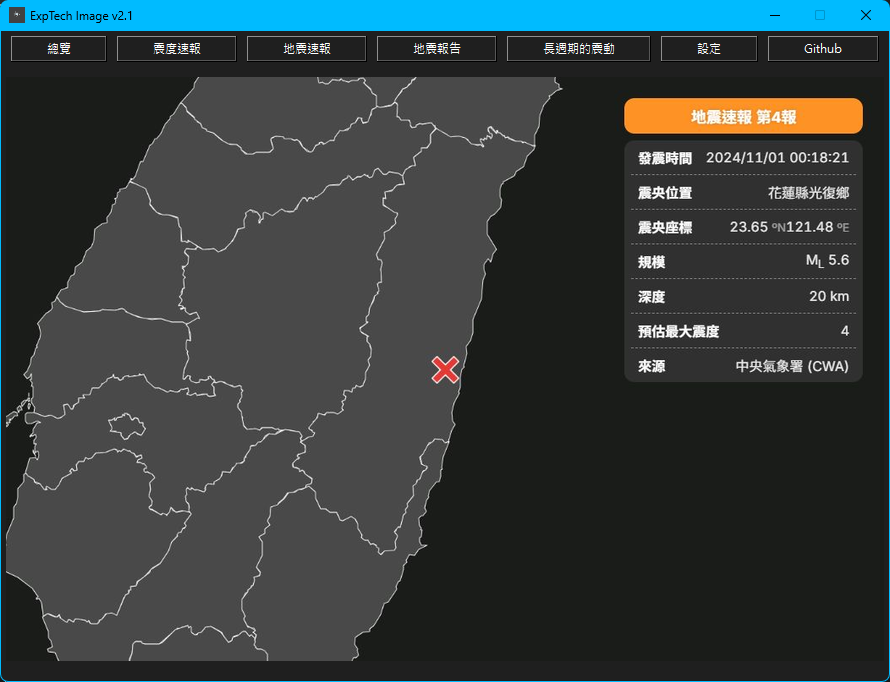 ExpTech Image v2.1
總覽 震度速報 地震速報 地震報告 長週期的震動 設定 Github
地震速報 第4報
發震時間 2024/11/01 00:18:21
震央位置 花蓮縣光復鄉
震央座標 23.65 ºN121.48 ºE
規模 ML 5.6
深度 20 km
預估最大震度 4
來源 中央氣象署 (CWA)